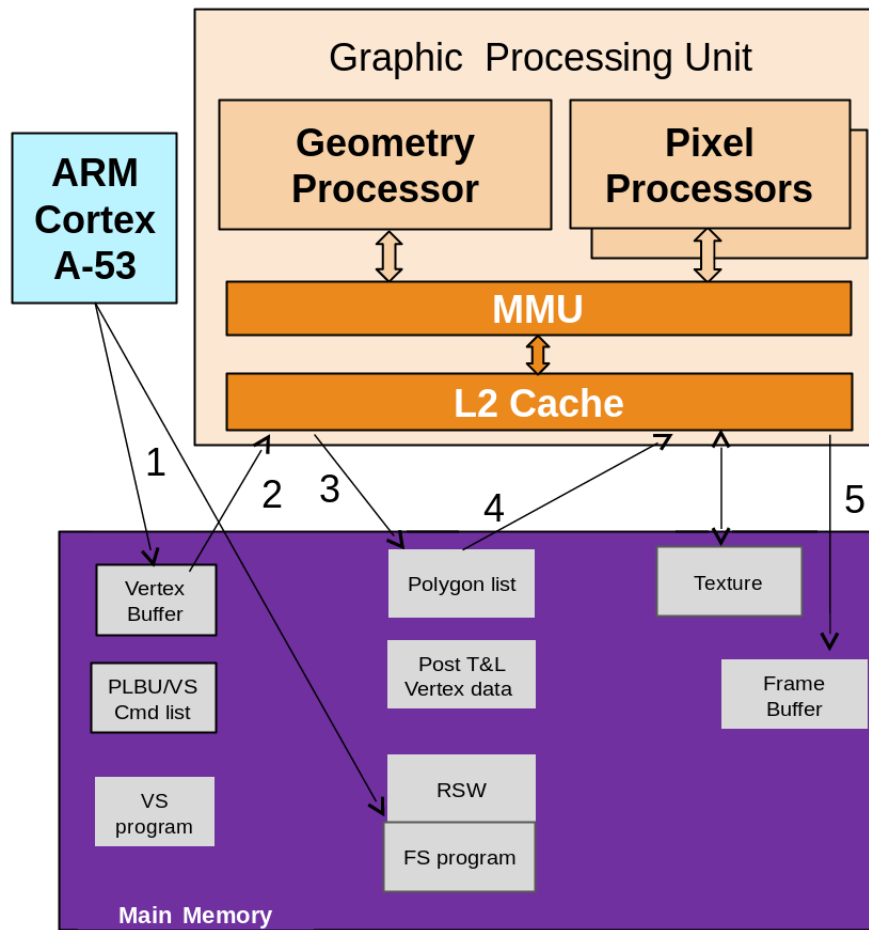 Graphic Processing Unit
Geometry
Processor
Pixel
Processors
ARM
Cortex
A-53
MMU
L2 Cache
1
2
3
4
5
Vertex
Buffer
Polygon list
Texture
PLBU/VS
Cmd list
Post T&L
Vertex data
Frame
Buffer
VS
program
RSW
FS program
Main Memory